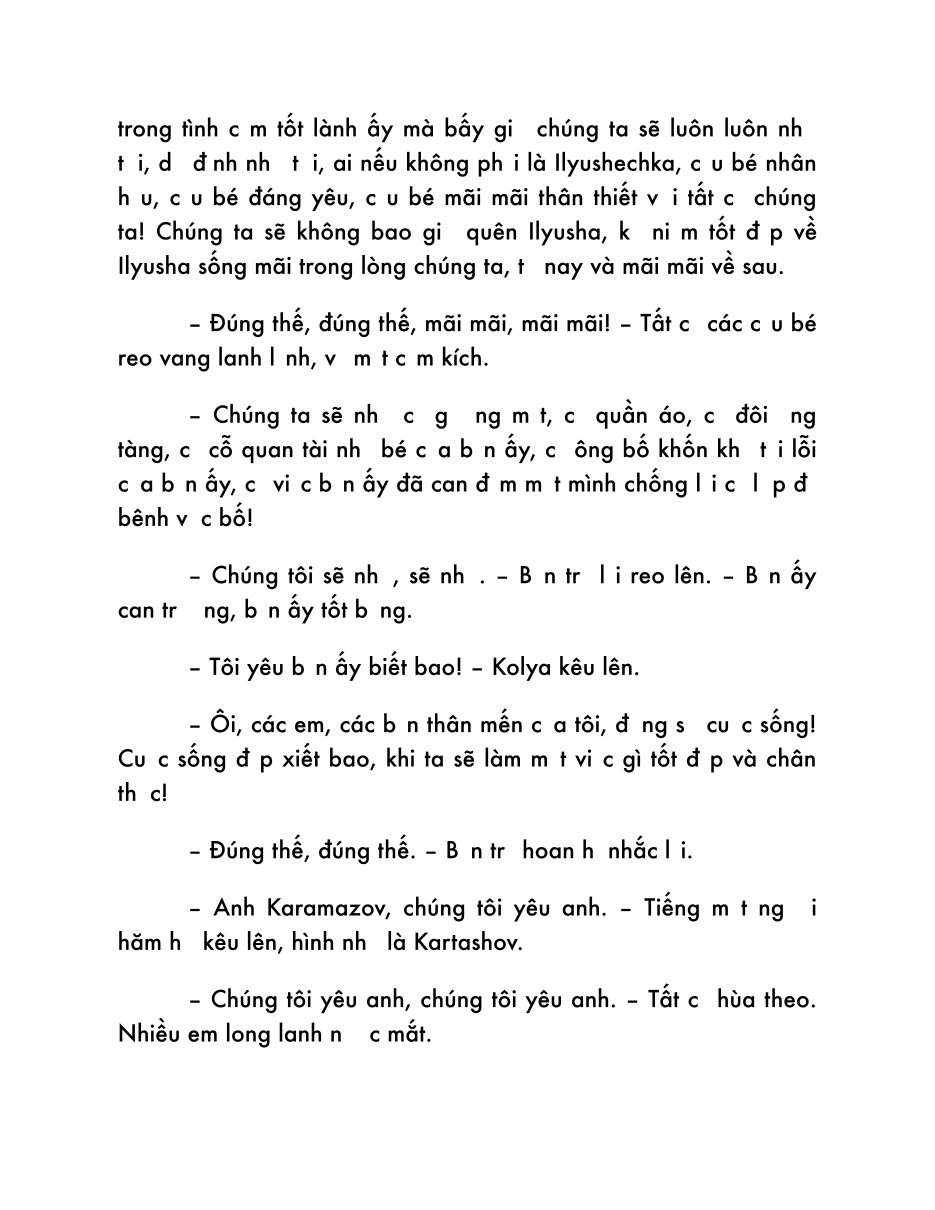 trong tình c m tốt lành ấy mà bấy gi chúng ta sẽ luôn luôn nh
t i, d đ nh nh t i, ai nếu không ph i là Ilyushechka, c u bé nhân
h u, c u bé đáng yêu, c u bé mãi mãi thân thiết v i tất c chúng
ta! Chúng ta sẽ không bao gi quên Ilyusha, k ni m tốt đ p về
Ilyusha sống mãi trong lòng chúng ta, t nay và mãi mãi về sau.
– Đúng thế, đúng thế, mãi mãi, mãi mãi! – Tất c các c u bé
reo vang lanh l nh, v m t c m kích.
– Chúng ta sẽ nh c g ng m t, c quần áo, c đôi ng
tàng, c cỗ quan tài nh bé c a b n ấy, c ông bố khốn kh t i lỗi
c a b n ấy, c vi c b n ấy đã can đ m m t mình chống l i c l p đ
bênh v c bố!
– Chúng tôi sẽ nh , sẽ nh . – B n tr l i reo lên. – B n ấy
can tr ng, b n ấy tốt b ng.
– Tôi yêu b n ấy biết bao! – Kolya kêu lên.
– Ôi, các em, các b n thân mến c a tôi, đ ng s cu c sống!
Cu c sống đ p xiết bao, khi ta sẽ làm m t vi c gì tốt đ p và chân
th c!
– Đúng thế, đúng thế. – B n tr hoan h nhắc l i.
– Anh Karamazov, chúng tôi yêu anh. – Tiếng m t ng i
hăm h kêu lên, hình nh là Kartashov.
– Chúng tôi yêu anh, chúng tôi yêu anh. – Tất c hùa theo.
Nhiều em long lanh n c mắt.